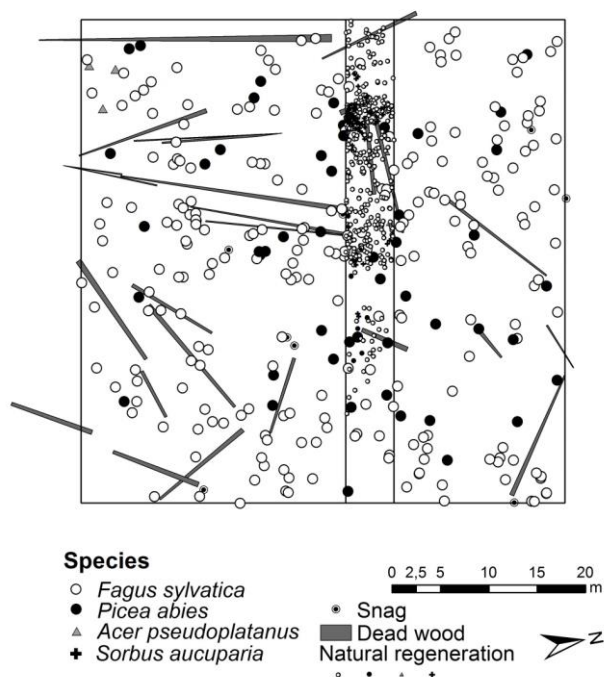 Species
Fagus sylvatica
Picea abies
Acer pseudoplatanus
Sorbus aucuparia
0 2,5 5 10 15 20
m
Snag
Dead wood
Natural regeneration
N